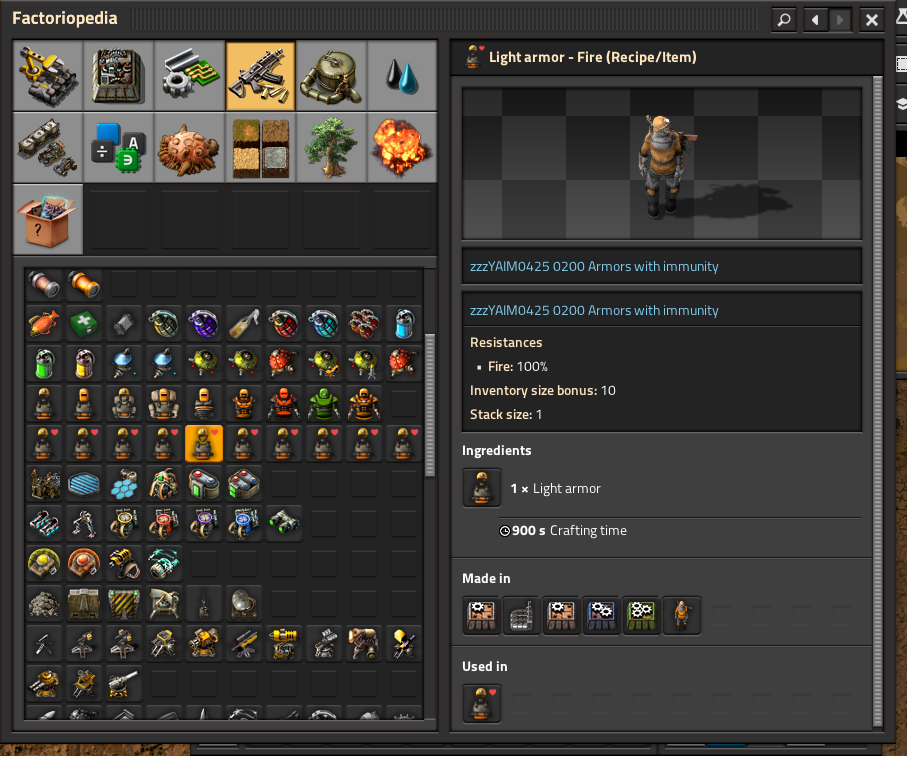 Factoriopedia
Light armor - Fire (Recipe/Item)
A
?
zzzYAIM0425 0200 Armors with immunity
zzzYAIM0425 0200 Armors with immunity
Resistances
• Fire: 100%
Inventory size bonus: 10
Stack size: 1
Ingredients
1 × Light armor
900 s Crafting time
Made in
Used in